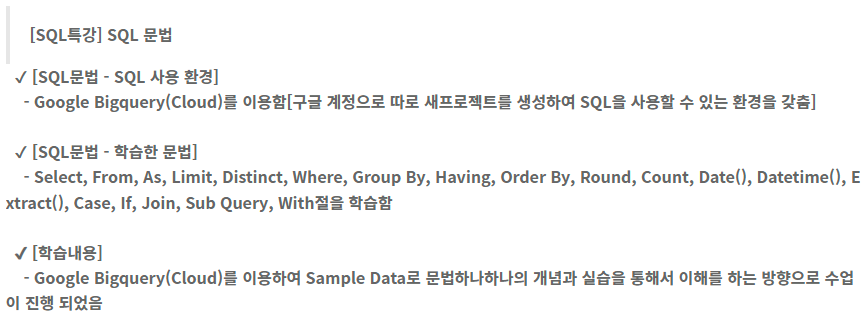 [SQL특강] SQL 문법
✓ [SQL문법 - SQL 사용 환경]
- Google Bigquery(Cloud)를 이용함[구글 계정으로 따로 새프로젝트를 생성하여 SQL을 사용할 수 있는 환경을 갖춤]
✓ [SQL문법 - 학습한 문법]
- Select, From, As, Limit, Distinct, Where, Group By, Having, Order By, Round, Count, Date(), Datetime(), E
xtract(), Case, If, Join, Sub Query, With절을 학습함
✓ [학습내용]
- Google Bigquery(Cloud)를 이용하여 Sample Data로 문법하나하나의 개념과 실습을 통해서 이해를 하는 방향으로 수업
이 진행 되었음